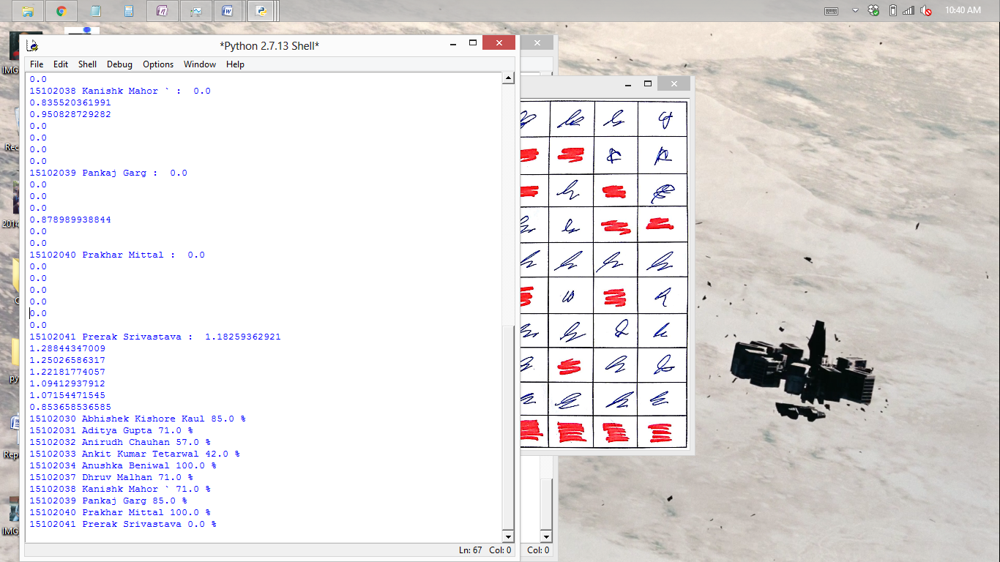 10:40 AM
*Python 2.7.13 Shell*
File Edit Shell Debug Options Window Help
0.0
15102038 Kanishk Mahor ` :  0.0
0.835520361991
0.950828729282
0.0
0.0
0.0
0.0
15102039 Pankaj Garg :  0.0
0.0
0.0
0.0
0.878989938844
0.0
0.0
15102040 Prakhar Mittal :  0.0
0.0
0.0
0.0
0.0
0.0
0.0
15102041 Prerak Srivastava :  1.18259362921
1.28844347009
1.25026586317
1.22181774057
1.09412937912
1.07154471545
0.853658536585
15102030 Abhishek Kishore Kaul 85.0 %
15102031 Aditya Gupta 71.0 %
15102032 Anirudh Chauhan 57.0 %
15102033 Ankit Kumar Tetarwal 42.0 %
15102034 Anushka Beniwal 100.0 %
15102037 Dhruv Malhan 71.0 %
15102038 Kanishk Mahor ` 71.0 %
15102039 Pankaj Garg 85.0 %
15102040 Prakhar Mittal 100.0 %
15102041 Prerak Srivastava 0.0 %
Ln: 67 Col: 0
Col: 0
IMG
Rec
2014
C
py
Rep
IMG